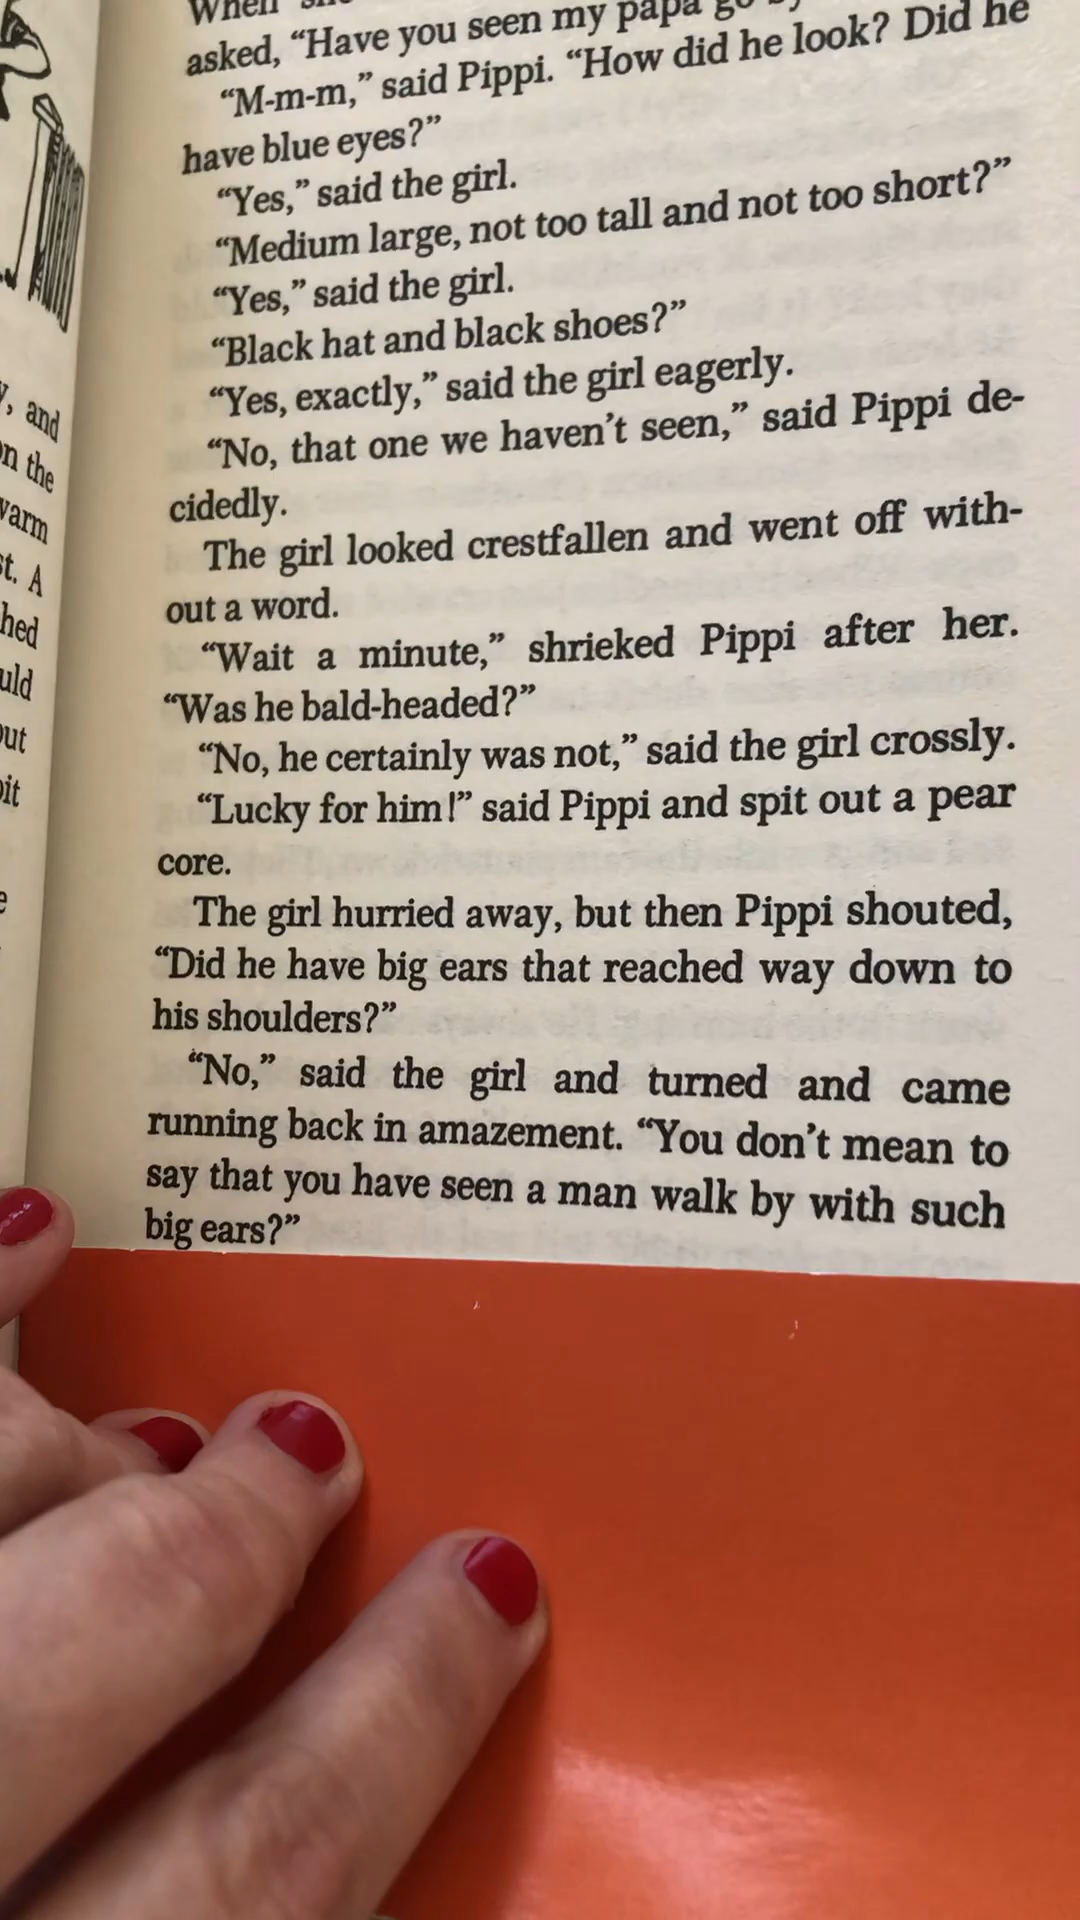 When
asked, “Have you seen my papa go
“M-m-m,” said Pippi. “How did he look? Did he
have blue eyes?”
“Yes,” said the girl.
“Medium large, not too tall and not too short?”
“Yes,” said the girl.
“Black hat and black shoes?”
“Yes, exactly,” said the girl eagerly.
“No, that one we haven’t seen,” said Pippi de-
cidedly.
The girl looked crestfallen and went off with-
out a word.
“Wait a minute,” shrieked Pippi after her.
“Was he bald-headed?”
“No, he certainly was not,” said the girl crossly.
“Lucky for him!” said Pippi and spit out a pear
core.
The girl hurried away, but then Pippi shouted,
“Did he have big ears that reached way down to
his shoulders?”
“No,” said the girl and turned and came
running back in amazement. “You don’t mean to
say that you have seen a man walk by with such
big ears?”